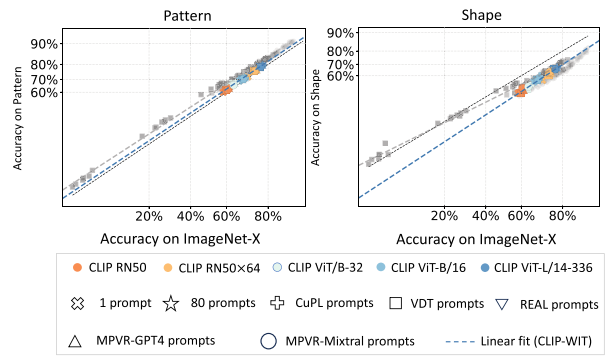 Pattern
Shape
90%
80%
70%
60%
Accuracy on Pattern
20%
40%
60%
80%
Accuracy on ImageNet-X
90%
80%
70%
60%
Accuracy on Shape
20%
40%
60%
80%
Accuracy on ImageNet-X
CLIP RN50
CLIP RN50×64
CLIP ViT/B-32
CLIP ViT-B/16
CLIP ViT-L/14-336
1 prompt
80 prompts
CuPL prompts
VDT prompts
REAL prompts
MPVR-GPT4 prompts
MPVR-Mixtral prompts
Linear fit (CLIP-WIT)